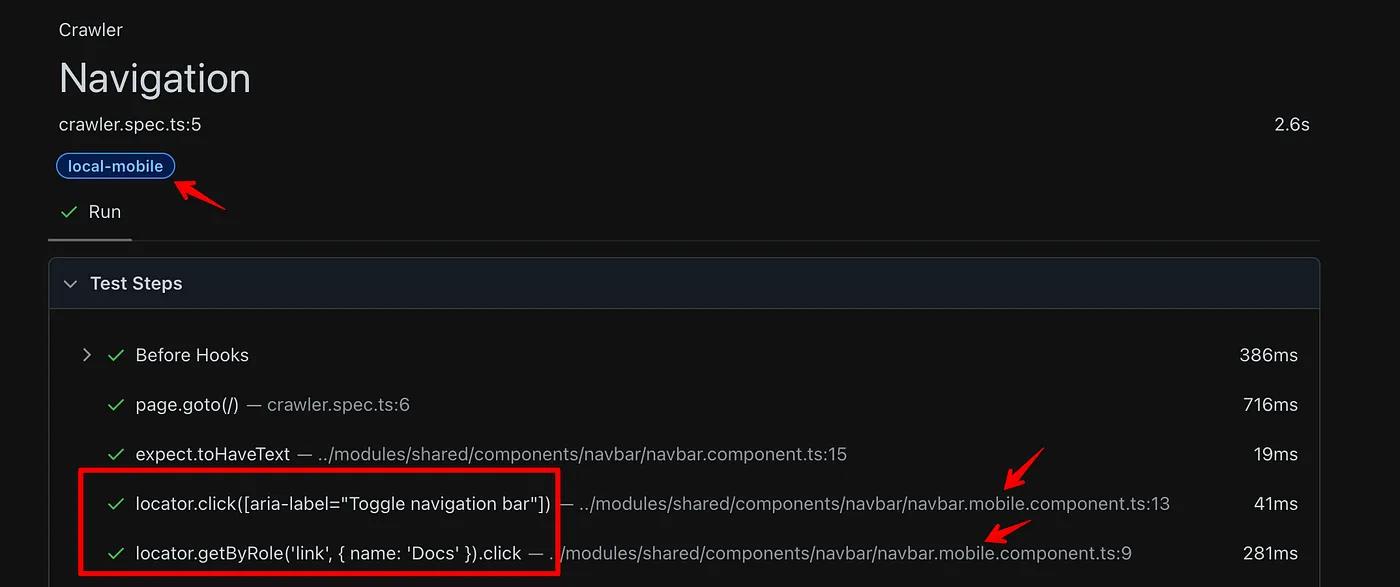 Crawler
Navigation
crawler.spec.ts:5 2.6s
local-mobile
Run
Test Steps
Before Hooks 386ms
page.goto(/) — crawler.spec.ts:6 716ms
expect.toHaveText — ../modules/shared/components/navbar/navbar.component.ts:15 19ms
locator.click([aria-label="Toggle navigation bar"]) — ../modules/shared/components/navbar/navbar.mobile.component.ts:13 41ms
locator.getByRole('link', { name: 'Docs' }).click — ../modules/shared/components/navbar/navbar.mobile.component.ts:9 281ms